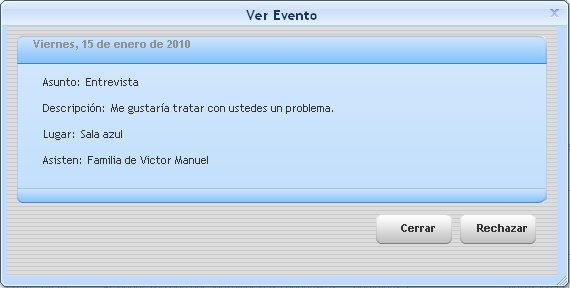 Ver Evento
Viernes, 15 de enero de 2010
Asunto: Entrevista
Descripción: Me gustaría tratar con ustedes un problema.
Lugar: Sala azul
Asisten: Familia de Victor Manuel
Cerrar
Rechazar